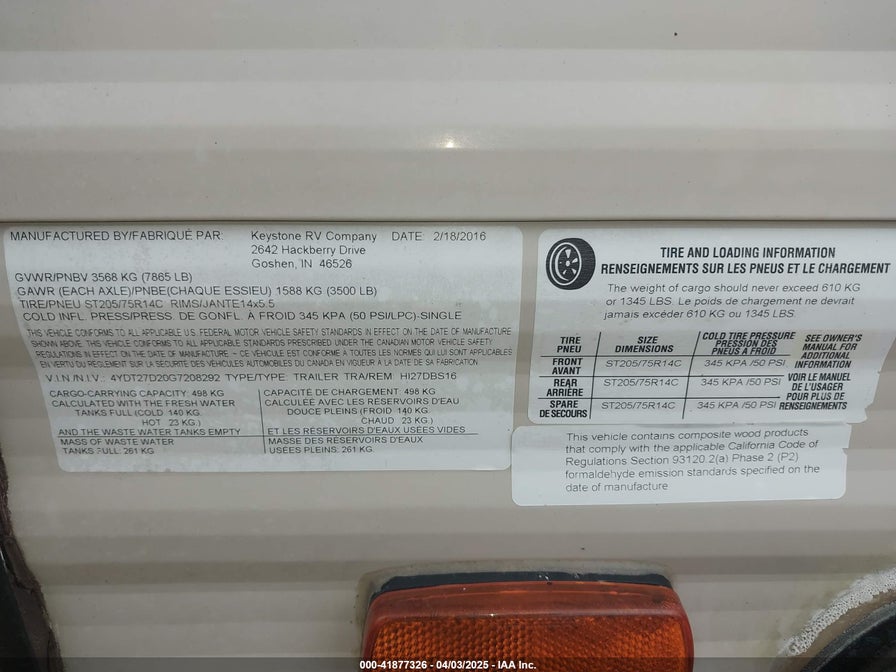 MANUFACTURED BY/FABRIQUÉ PAR: Keystone RV Company DATE: 2/18/2016
2642 Hackberry Drive
Goshen, IN 46526
GVWR/PNBV 3568 KG (7865 LB)
GAWR (EACH AXLE)/PNBE(CHAQUE ESSIEU) 1588 KG (3500 LB)
TIRE/PNEU ST205/75R14C RIMS/JANTE14x5.5
COLD INFL. PRESS/PRESS. DE GONFL. À FROID 345 KPA (50 PSI/LPC)-SINGLE
THIS VEHICLE CONFORMS TO ALL APPLICABLE U.S. FEDERAL MOTOR VEHICLE SAFETY STANDARDS IN EFFECT ON THE DATE OF MANUFACTURE
SHOWN ABOVE. THIS VEHICLE CONFORMS TO ALL APPLICABLE STANDARDS PRESCRIBED UNDER THE CANADIAN MOTOR VEHICLE SAFETY
REGULATIONS IN EFFECT ON THE DATE OF MANUFACTURE - CE VÉHICULE EST CONFORME À TOUTES LES NORMES QUI LUI SONT APPLICABLES
EN VERTU DU RÈGLEMENT SUR LA SÉCURITÉ DES VÉHICULES AUTOMOBILES DU CANADA EN VIGUEUR À LA DATE DE SA FABRICATION.
V.I.N/N.I.V.: 4YDT27D20G7208292 TYPE/TYPE: TRAILER TRA/REM HI27DBS16
CARGO-CARRYING CAPACITY: 498 KG
CALCULATED WITH THE FRESH WATER
TANKS FULL (COLD 140 KG.
HOT 23 KG.)
AND THE WASTE WATER TANKS EMPTY
MASS OF WASTE WATER
TANKS FULL: 261 KG
CAPACITÉ DE CHARGEMENT: 498 KG
CALCULÉE AVEC LES RÉSERVOIRS D'EAU
DOUCE PLEINS (FROID 140 KG
CHAUD 23 KG.)
ET LES RÉSERVOIRS D'EAUX USÉES VIDES
MASSE DES RÉSERVOIRS D'EAUX
USÉES PLEINS: 261 KG.
TIRE AND LOADING INFORMATION
RENSEIGNEMENTS SUR LES PNEUS ET LE CHARGEMENT
The weight of cargo should never exceed 610 KG
or 1345 LBS. Le poids de chargement ne devrait
jamais excéder 610 KG ou 1345 LBS.
TIRE
PNEU
SIZE
DIMENSIONS
COLD TIRE PRESSURE
PRESSION DES
PNEUS A FROID
SEE OWNER'S
MANUAL FOR
ADDITIONAL
INFORMATION
FRONT
AVANT
ST205/75R14C
345 KPA /50 PSI
REAR
ARRIÈRE
ST205/75R14C
345 KPA /50 PSI
VOIR LE MANUEL
DE L'USAGER
POUR PLUS DE
RENSEIGNEMENTS
SPARE
DE SECOURS
ST205/75R14C
345 KPA /50 PSI
This vehicle contains composite wood products
that comply with the applicable California Code of
Regulations Section 93120.2(a) Phase 2 (P2)
formaldehyde emission standards specified on the
date of manufacture
000-41877326 - 04/03/2025 - IAA Inc.